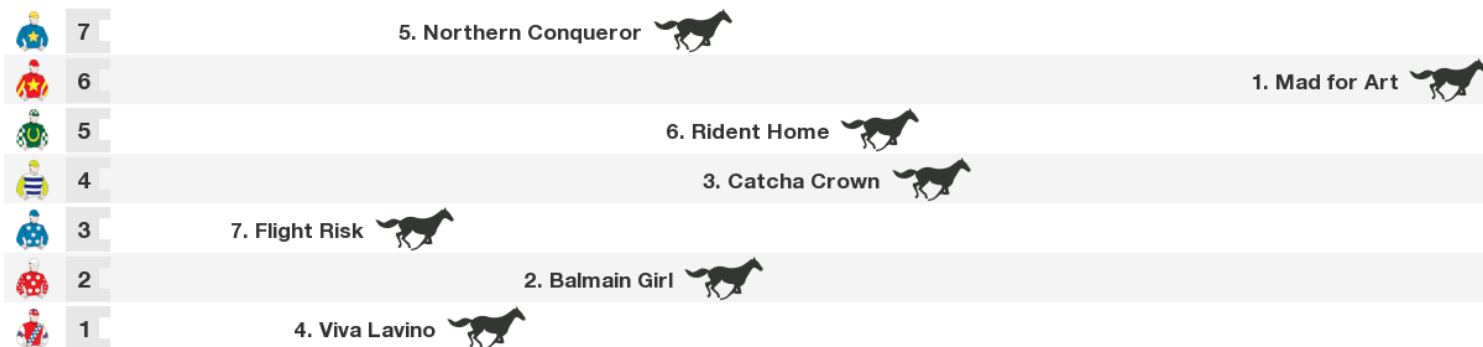 7 5. Northern Conqueror
6 1. Mad for Art
5 6. Rident Home
4 3. Catcha Crown
3 7. Flight Risk
2 2. Balmain Girl
1 4. Viva Lavino